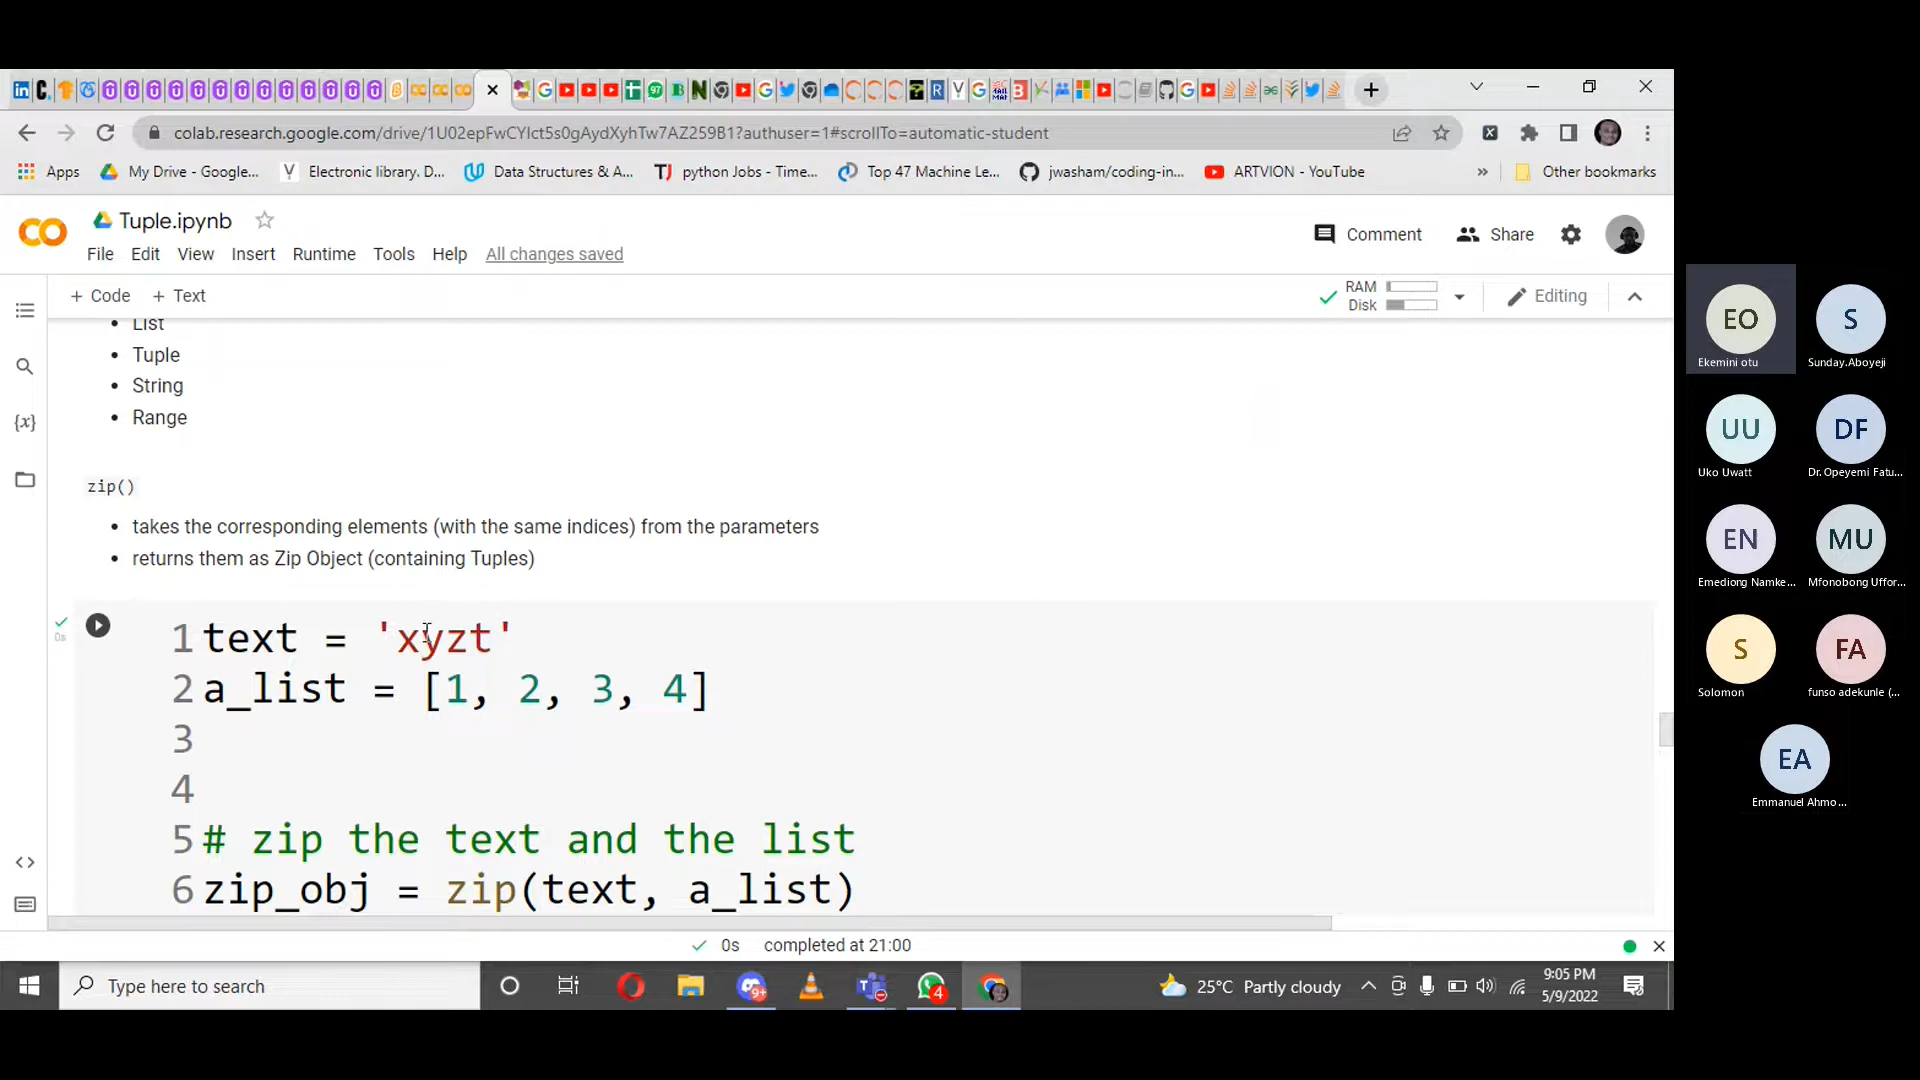 colab.research.google.com/drive/1U02epFwCYIct5s0gAydXyhTw7AZ259B1?authuser=1#scrollTo=automatic-student
Apps
My Drive - Google...
Electronic library. D...
Data Structures & A...
python Jobs - Time...
Top 47 Machine Le...
jwasham/coding-in...
ARTVION - YouTube
»
Other bookmarks
Tuple.ipynb
Comment
Share
File Edit View Insert Runtime Tools Help All changes saved
+ Code + Text
RAM
Disk
Editing
• List
• Tuple
• String
• Range
zip()
• takes the corresponding elements (with the same indices) from the parameters
• returns them as Zip Object (containing Tuples)
0s
1 text = 'xyzt'
2 a_list = [1, 2, 3, 4]
3
4
5 # zip the text and the list
6 zip_obj = zip(text, a_list)
0s completed at 21:00
Type here to search
9+
4
25°C Partly cloudy
9:05 PM
5/9/2022
EO
Ekemini otu
S
Sunday.Aboyeji
UU
Uko Uwatt
DF
Dr. Opeyemi Fatu...
EN
Emediong Namke...
MU
Mfonobong Uffor...
S
Solomon
FA
funso adekunle (...
EA
Emmanuel Ahmo...